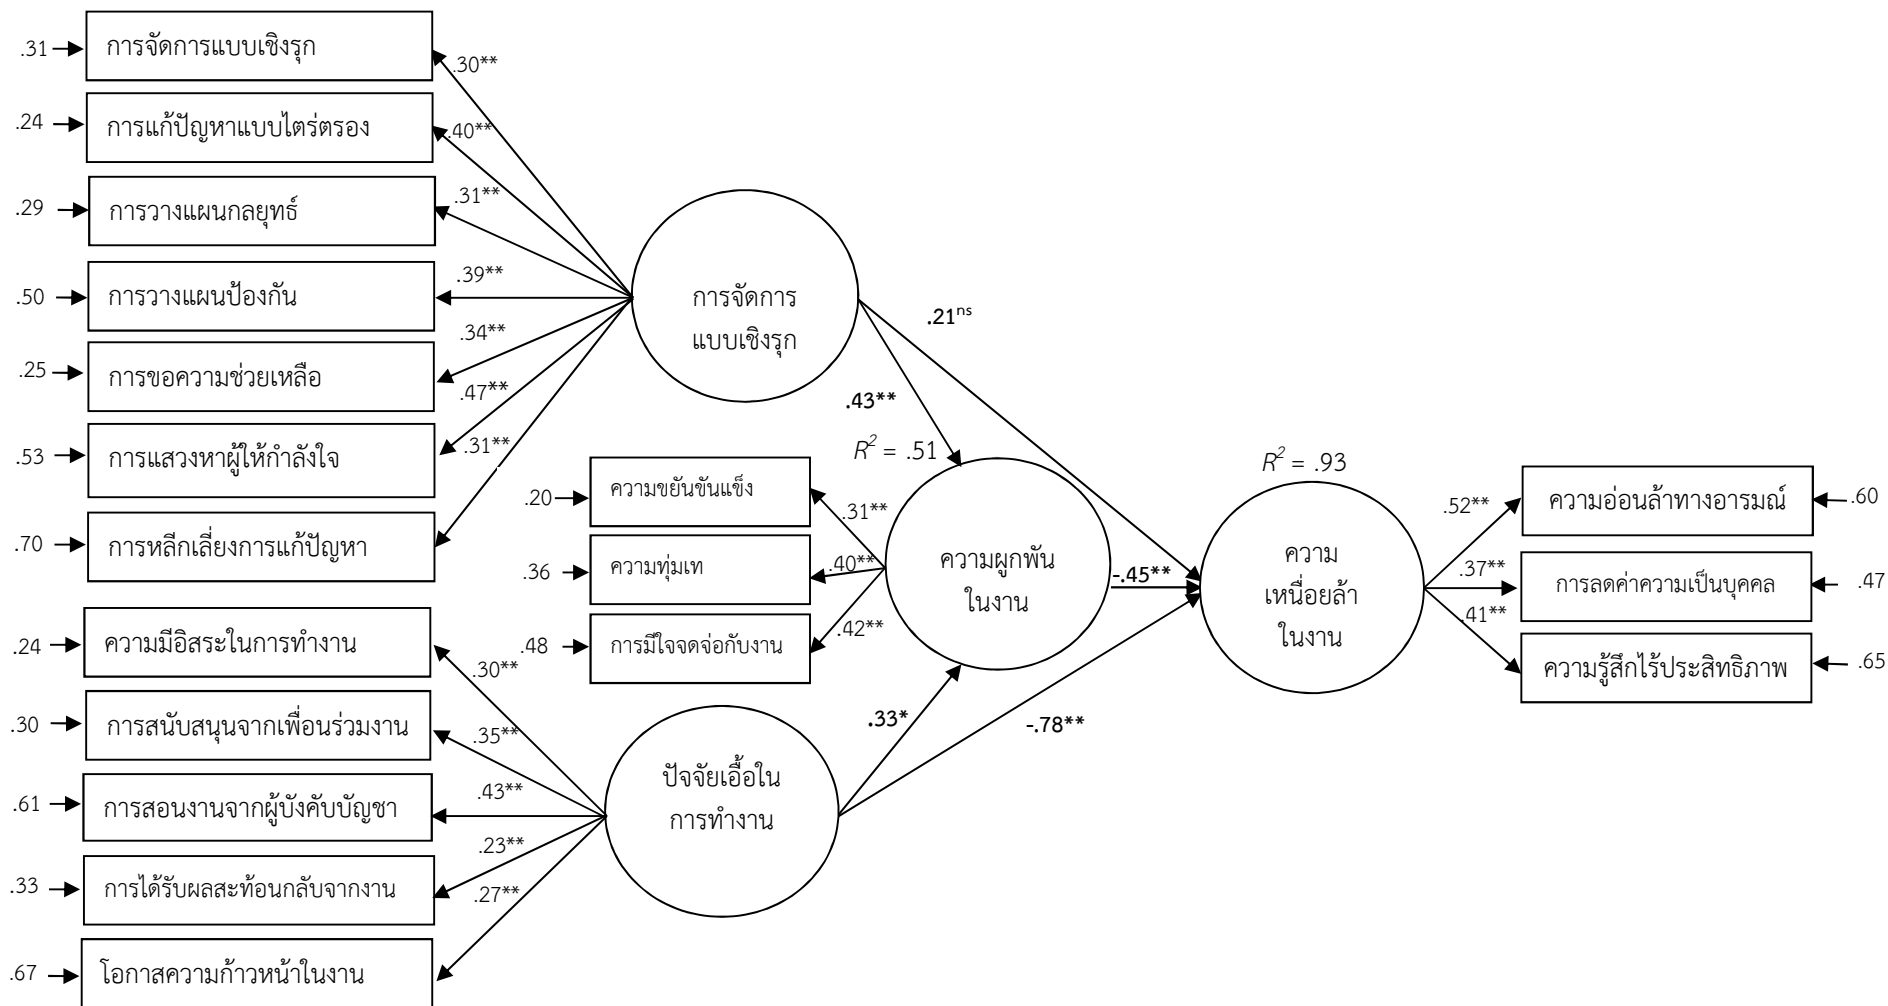 .31
การจัดการแบบเชิงรุก
.30**
.24
การแก้ปัญหาแบบไตร่ตรอง
.40**
.29
การวางแผนกลยุทธ์
.31**
.50
การวางแผนป้องกัน
.39**
.25
การขอความช่วยเหลือ
.34**
.53
การแสวงหาผู้ให้กำลังใจ
.47**
.70
การหลีกเลี่ยงการแก้ปัญหา
.31**
การจัดการ
แบบเชิงรุก
.21ns
.43**
R2 = .51
.20
ความขยันขันแข็ง
.31**
.36
ความทุ่มเท
.40**
.48
การมีใจจดจ่อกับงาน
.42**
ความผูกพัน
ในงาน
-.45**
R2 = .93
ความ
เหนื่อยล้า
ในงาน
.52**
ความอ่อนล้าทางอารมณ์
.60
.37**
การลดค่าความเป็นบุคคล
.47
.41**
ความรู้สึกไร้ประสิทธิภาพ
.65
.24
ความมีอิสระในการทำงาน
.30**
.30
การสนับสนุนจากเพื่อนร่วมงาน
.35**
.61
การสอนงานจากผู้บังคับบัญชา
.43**
.33
การได้รับผลสะท้อนกลับจากงาน
.23**
.67
โอกาสความก้าวหน้าในงาน
.27**
ปัจจัยเอื้อใน
การทำงาน
.33*
-.78**